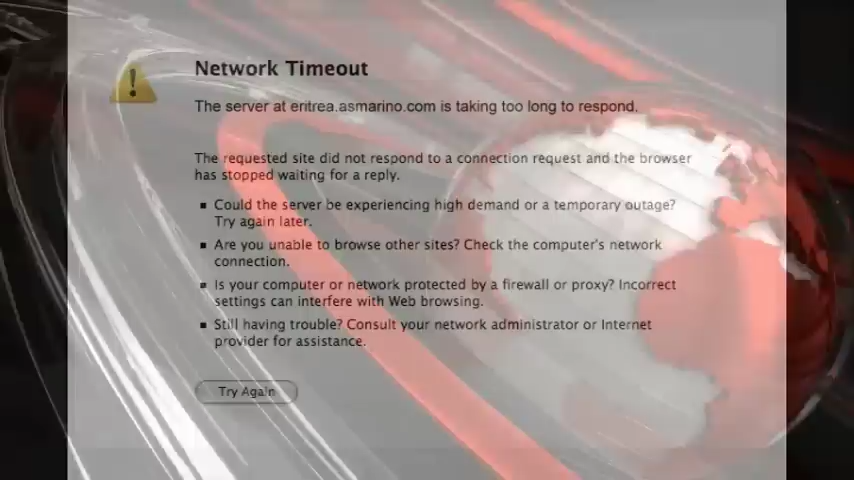 Network Timeout
The server at eritrea.asmarino.com is taking too long to respond.
The requested site did not respond to a connection request and the browser
has stopped waiting for a reply.
Could the server be experiencing high demand or a temporary outage?
Try again later.
Are you unable to browse other sites? Check the computer's network
connection.
Is your computer or network protected by a firewall or proxy? Incorrect
settings can interfere with Web browsing.
Still having trouble? Consult your network administrator or Internet
provider for assistance.
Try Again